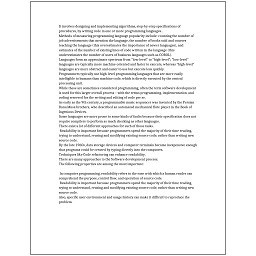 It involves designing and implementing algorithms, step-by-step specifications of
procedures, by writing code in one or more programming languages.
Methods of measuring programming language popularity include: counting the number of
job advertisements that mention the language, the number of books sold and courses
teaching the language (this overestimates the importance of newer languages), and
estimates of the number of existing lines of code written in the language (this
underestimates the number of users of business languages such as COBOL).
Languages form an approximate spectrum from "low-level" to "high-level"; "low-level"
languages are typically more machine-oriented and faster to execute, whereas "high-level"
languages are more abstract and easier to use but execute less quickly.
Programmers typically use high-level programming languages that are more easily
intelligible to humans than machine code, which is directly executed by the central
processing unit.
While these are sometimes considered programming, often the term software development
is used for this larger overall process – with the terms programming, implementation, and
coding reserved for the writing and editing of code per se.
As early as the 9th century, a programmable music sequencer was invented by the Persian
Banu Musa brothers, who described an automated mechanical flute player in the Book of
Ingenious Devices.
Some languages are more prone to some kinds of faults because their specification does not
require compilers to perform as much checking as other languages.
There exist a lot of different approaches for each of those tasks.
Readability is important because programmers spend the majority of their time reading,
trying to understand, reusing and modifying existing source code, rather than writing new
source code.
By the late 1960s, data storage devices and computer terminals became inexpensive enough
that programs could be created by typing directly into the computers.
Techniques like Code refactoring can enhance readability.
There are many approaches to the Software development process.
The following properties are among the most important:

In computer programming, readability refers to the ease with which a human reader can
comprehend the purpose, control flow, and operation of source code.
Readability is important because programmers spend the majority of their time reading,
trying to understand, reusing and modifying existing source code, rather than writing new
source code.
Also, specific user environment and usage history can make it difficult to reproduce the
problem.